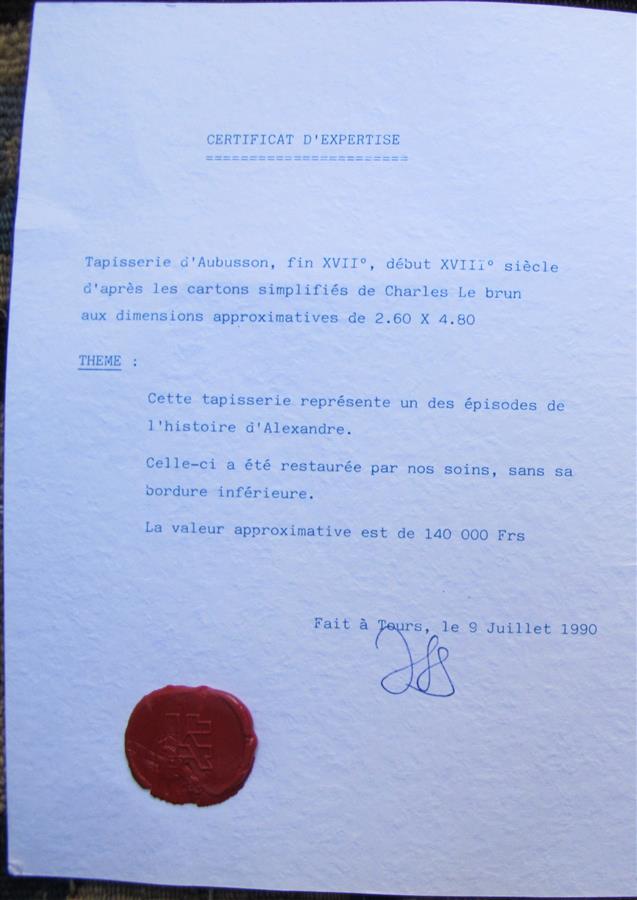 CERTIFICAT D'EXPERTISE
Tapisserie d'Aubusson, fin XVII°, début XVIII° siècle
d'après les cartons simplifiés de Charles Le brun
aux dimensions approximatives de 2.60 X 4.80
THEME :
Cette tapisserie représente un des épisodes de
l'histoire d'Alexandre.
Celle-ci a été restaurée par nos soins, sans sa
bordure inférieure.
La valeur approximative est de 140 000 Frs
Fait à Tours, le 9 Juillet 1990